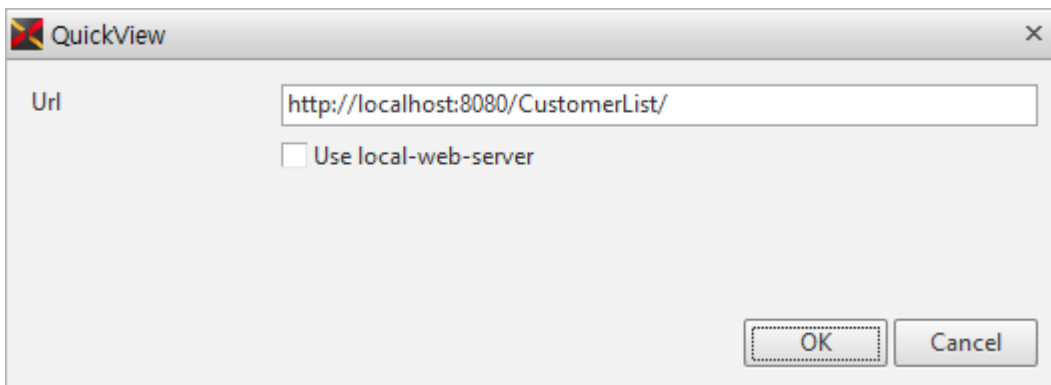 QuickView
Url
http://localhost:8080/CustomerList/
Use local-web-server
OK
Cancel